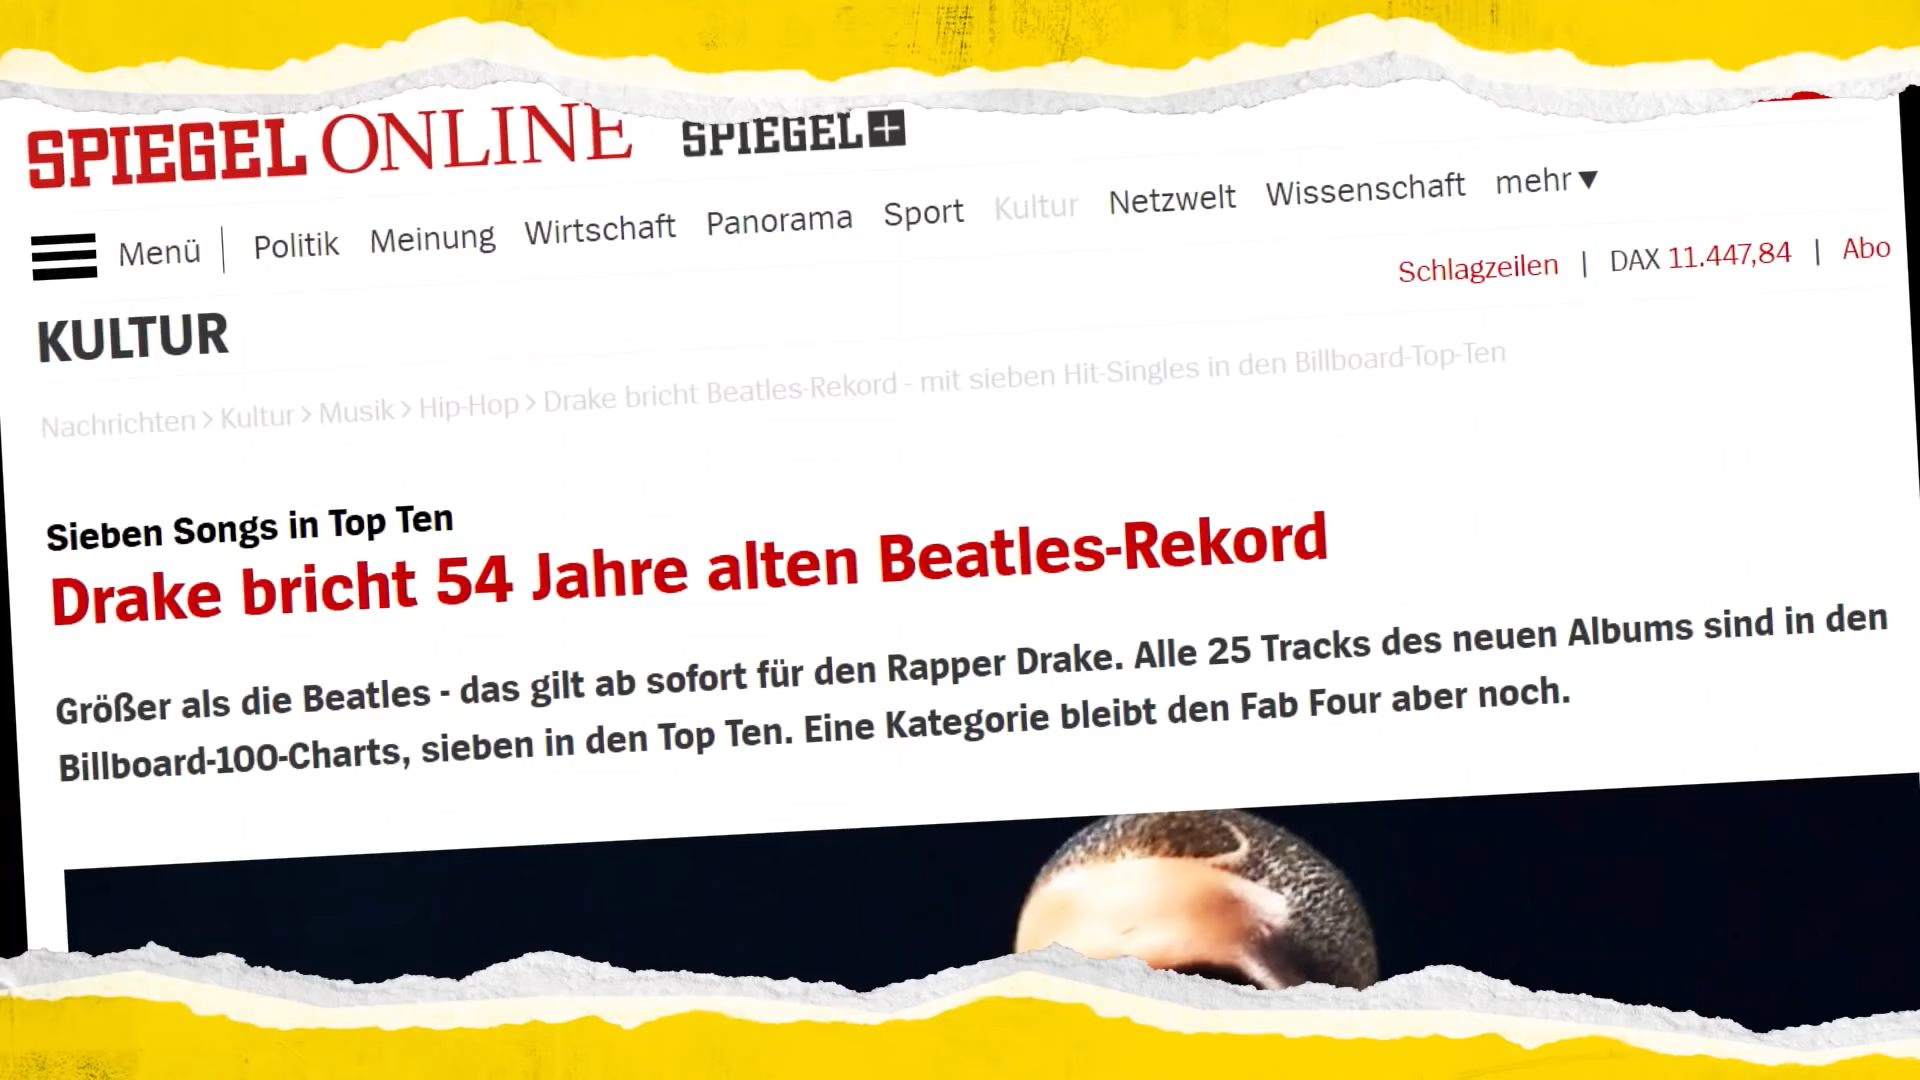 SPIEGEL ONLINE SPIEGEL+
Menü | Politik Meinung Wirtschaft Panorama Sport Kultur Netzwelt Wissenschaft mehr ▼
Schlagzeilen | DAX 11.447,84 | Abo
KULTUR
Nachrichten > Kultur > Musik > Hip-Hop > Drake bricht Beatles-Rekord - mit sieben Hit-Singles in den Billboard-Top-Ten
Sieben Songs in Top Ten
Drake bricht 54 Jahre alten Beatles-Rekord
Größer als die Beatles - das gilt ab sofort für den Rapper Drake. Alle 25 Tracks des neuen Albums sind in den
Billboard-100-Charts, sieben in den Top Ten. Eine Kategorie bleibt den Fab Four aber noch.